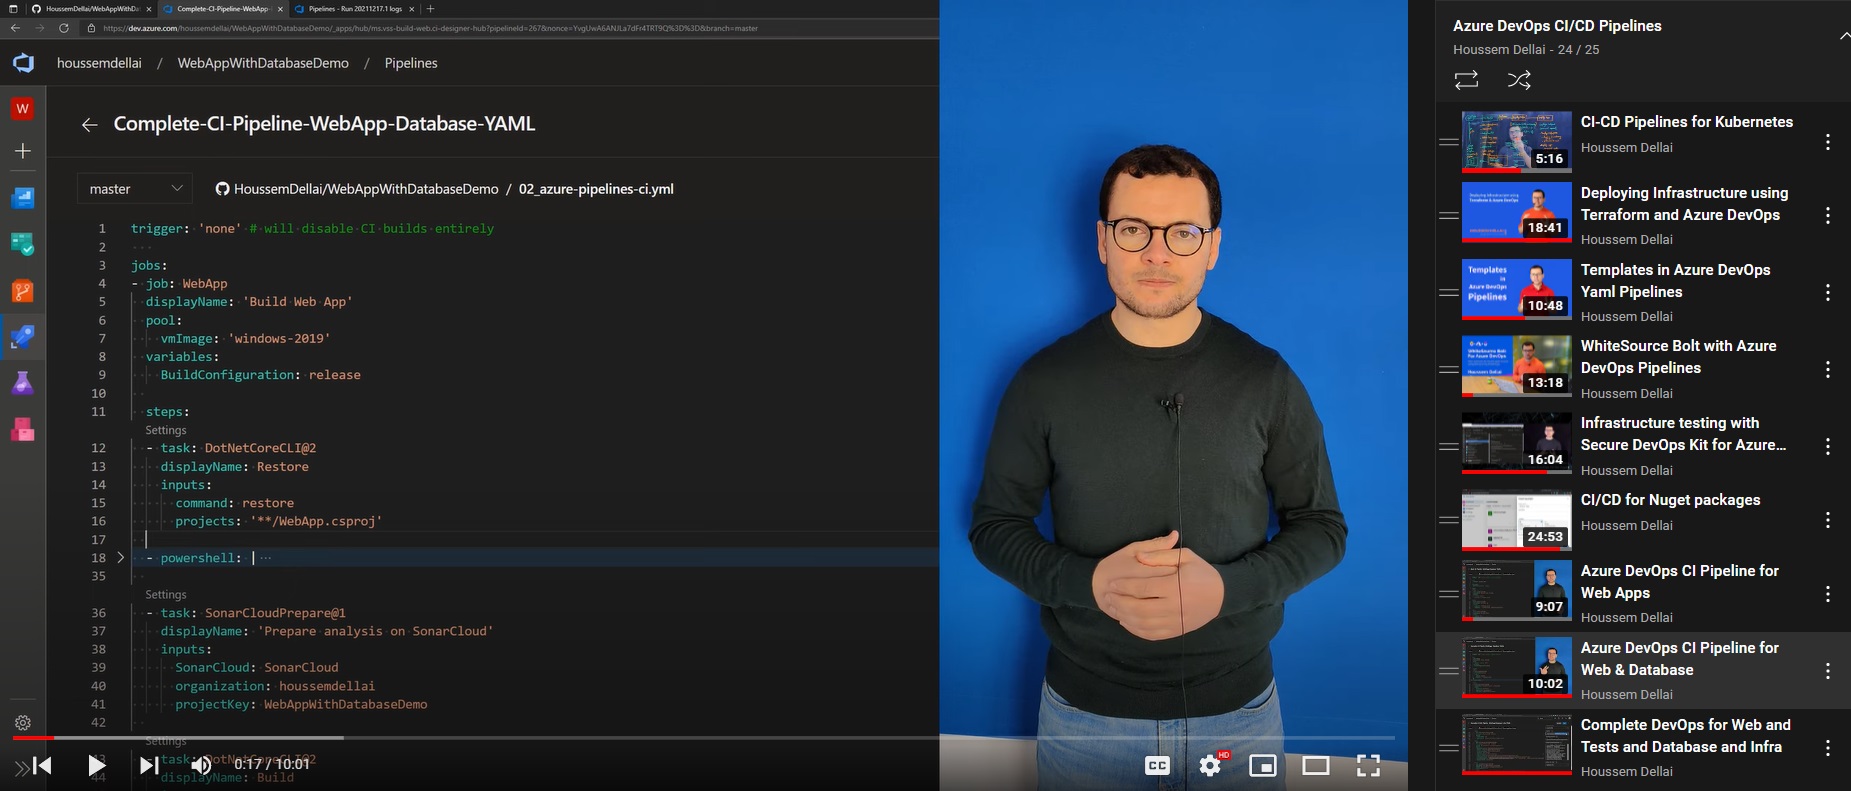 HoussemDellai/WebAppWithDa
Complete-CI-Pipeline-WebApp-
Pipelines - Run 20211217.1 logs
https://dev.azure.com/houssemdellai/WebAppWithDatabaseDemo/_apps/hub/ms.vss-build-web.ci-designer-hub?pipelineId=267&nonce=YvgUwA6ANJLa7dFr4TRT9Q%3D%3D&branch=master
houssemdellai / WebAppWithDatabaseDemo / Pipelines
W
Complete-CI-Pipeline-WebApp-Database-YAML
master
HoussemDellai/WebAppWithDatabaseDemo / 02_azure-pipelines-ci.yml
1 trigger: 'none' # will disable CI builds entirely
2
3 jobs:
4 - job: WebApp
5 displayName: 'Build Web App'
6 pool:
7 vmImage: 'windows-2019'
8 variables:
9 BuildConfiguration: release
10
11 steps:
Settings
12 - task: DotNetCoreCLI@2
13 displayName: Restore
14 inputs:
15 command: restore
16 projects: '**/WebApp.csproj'
17
18 - powershell: | ...
35
Settings
36 - task: SonarCloudPrepare@1
37 displayName: 'Prepare analysis on SonarCloud'
38 inputs:
39 SonarCloud: SonarCloud
40 organization: houssemdellai
41 projectKey: WebAppWithDatabaseDemo
42
Settings
43 - task: DotNetCoreCLI@2
44 displayName: Build
0:17 / 10:01
CC
HD
Azure DevOps CI/CD Pipelines
Houssem Dellai - 24 / 25
5:16
CI-CD Pipelines for Kubernetes
Houssem Dellai
18:41
Deploying Infrastructure using
Terraform and Azure DevOps
Houssem Dellai
Templates
in
Azure DevOps
Pipelines
10:48
Templates in Azure DevOps
Yaml Pipelines
Houssem Dellai
13:18
WhiteSource Bolt with Azure
DevOps Pipelines
Houssem Dellai
16:04
Infrastructure testing with
Secure DevOps Kit for Azure...
Houssem Dellai
24:53
CI/CD for Nuget packages
Houssem Dellai
9:07
Azure DevOps CI Pipeline for
Web Apps
Houssem Dellai
10:02
Azure DevOps CI Pipeline for
Web & Database
Houssem Dellai
Complete DevOps for Web and
Tests and Database and Infra
Houssem Dellai